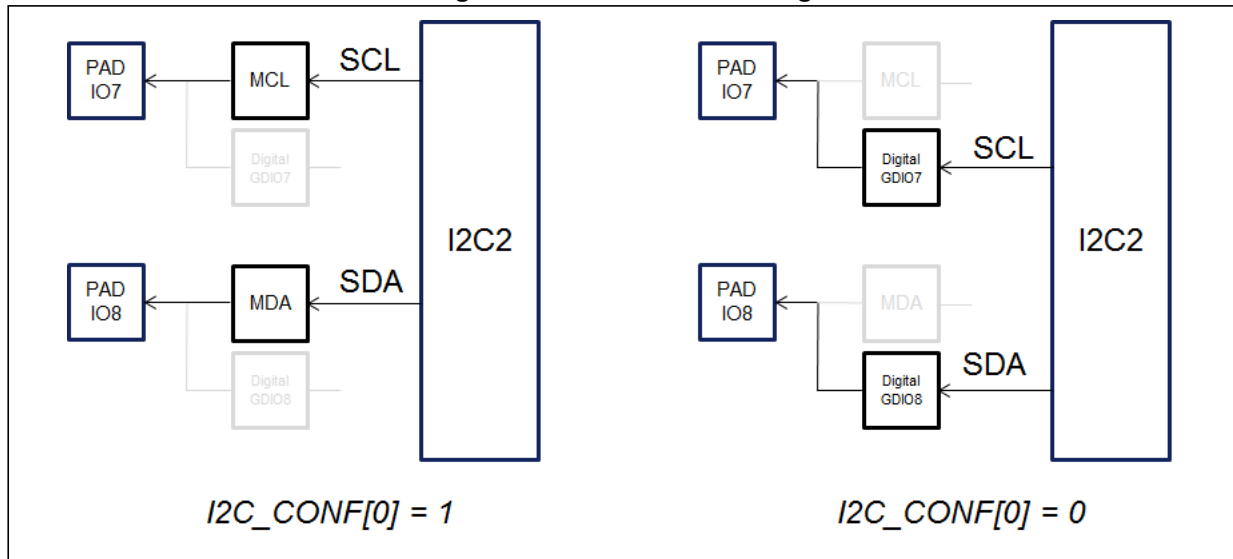 PAD
IO7
MCL
SCL
Digital
GDIO7
I2C2
PAD
IO8
MDA
SDA
Digital
GDIO8
I2C_CONF[0] = 1
PAD
IO7
MCL
Digital
GDIO7
SCL
I2C2
PAD
IO8
MDA
Digital
GDIO8
SDA
I2C_CONF[0] = 0